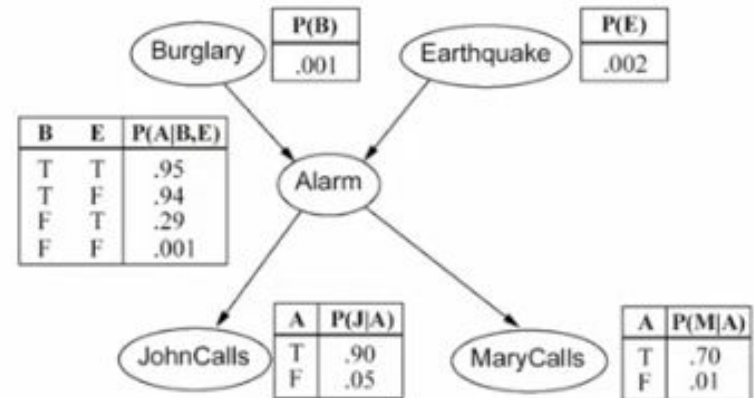 Burglary
P(B)
.001
Earthquake
P(E)
.002
B E P(A|B,E)
T T .95
T F .94
F T .29
F F .001
Alarm
JohnCalls
A P(J|A)
T .90
F .05
MaryCalls
A P(M|A)
T .70
F .01